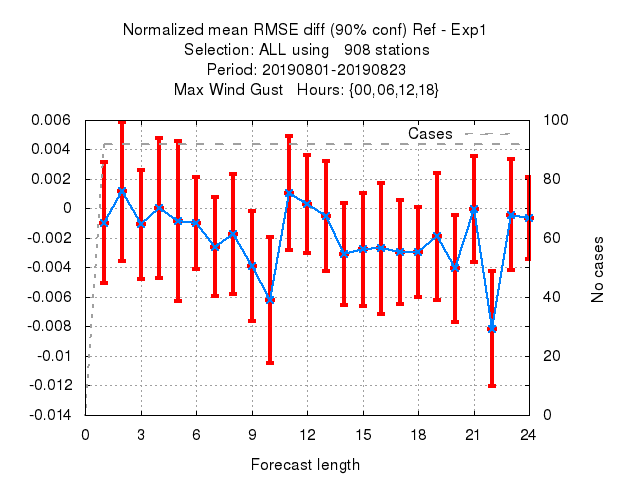 Normalized mean RMSE diff (90% conf) Ref - Exp1
Selection: ALL using 908 stations
Period: 20190801-20190823
Max Wind Gust Hours: {00,06,12,18}
Cases
0.006
0.004
0.002
0
-0.002
-0.004
-0.006
-0.008
-0.01
-0.012
-0.014
100
80
60
40
20
0
No cases
0 3 6 9 12 15 18 21 24
Forecast length